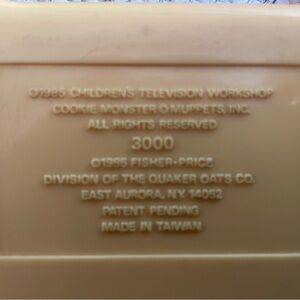 ©1985 CHILDREN'S TELEVISION WORKSHOP
COOKIE MONSTER © MUPPETS, INC.
ALL RIGHTS RESERVED
3000
©1985 FISHER-PRICE
DIVISION OF THE QUAKER OATS CO.
EAST AURORA, N.Y. 14052
PATENT PENDING
MADE IN TAIWAN